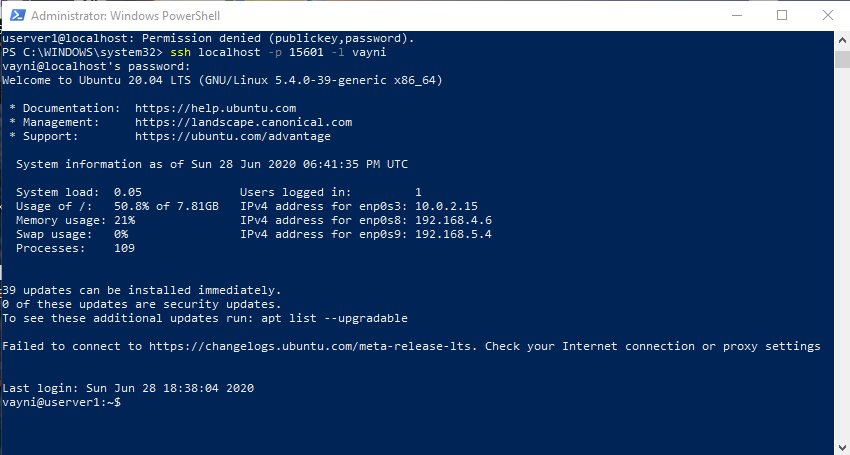 Administrator: Windows PowerShell
userver1@localhost: Permission denied (publickey,password).
PS C:\WINDOWS\system32> ssh localhost -p 15601 -l vayni
vayni@localhost's password:
Welcome to Ubuntu 20.04 LTS (GNU/Linux 5.4.0-39-generic x86_64)
* Documentation:  https://help.ubuntu.com
* Management:     https://landscape.canonical.com
* Support:        https://ubuntu.com/advantage
System information as of Sun 28 Jun 2020 06:41:35 PM UTC
System load:  0.05              Users logged in:         1
Usage of /:   50.8% of 7.81GB   IPv4 address for enp0s3: 10.0.2.15
Memory usage: 21%               IPv4 address for enp0s8: 192.168.4.6
Swap usage:   0%                IPv4 address for enp0s9: 192.168.5.4
Processes:    109
39 updates can be installed immediately.
0 of these updates are security updates.
To see these additional updates run: apt list --upgradable
Failed to connect to https://changelogs.ubuntu.com/meta-release-lts. Check your Internet connection or proxy settings
Last login: Sun Jun 28 18:38:04 2020
vayni@userver1:~$